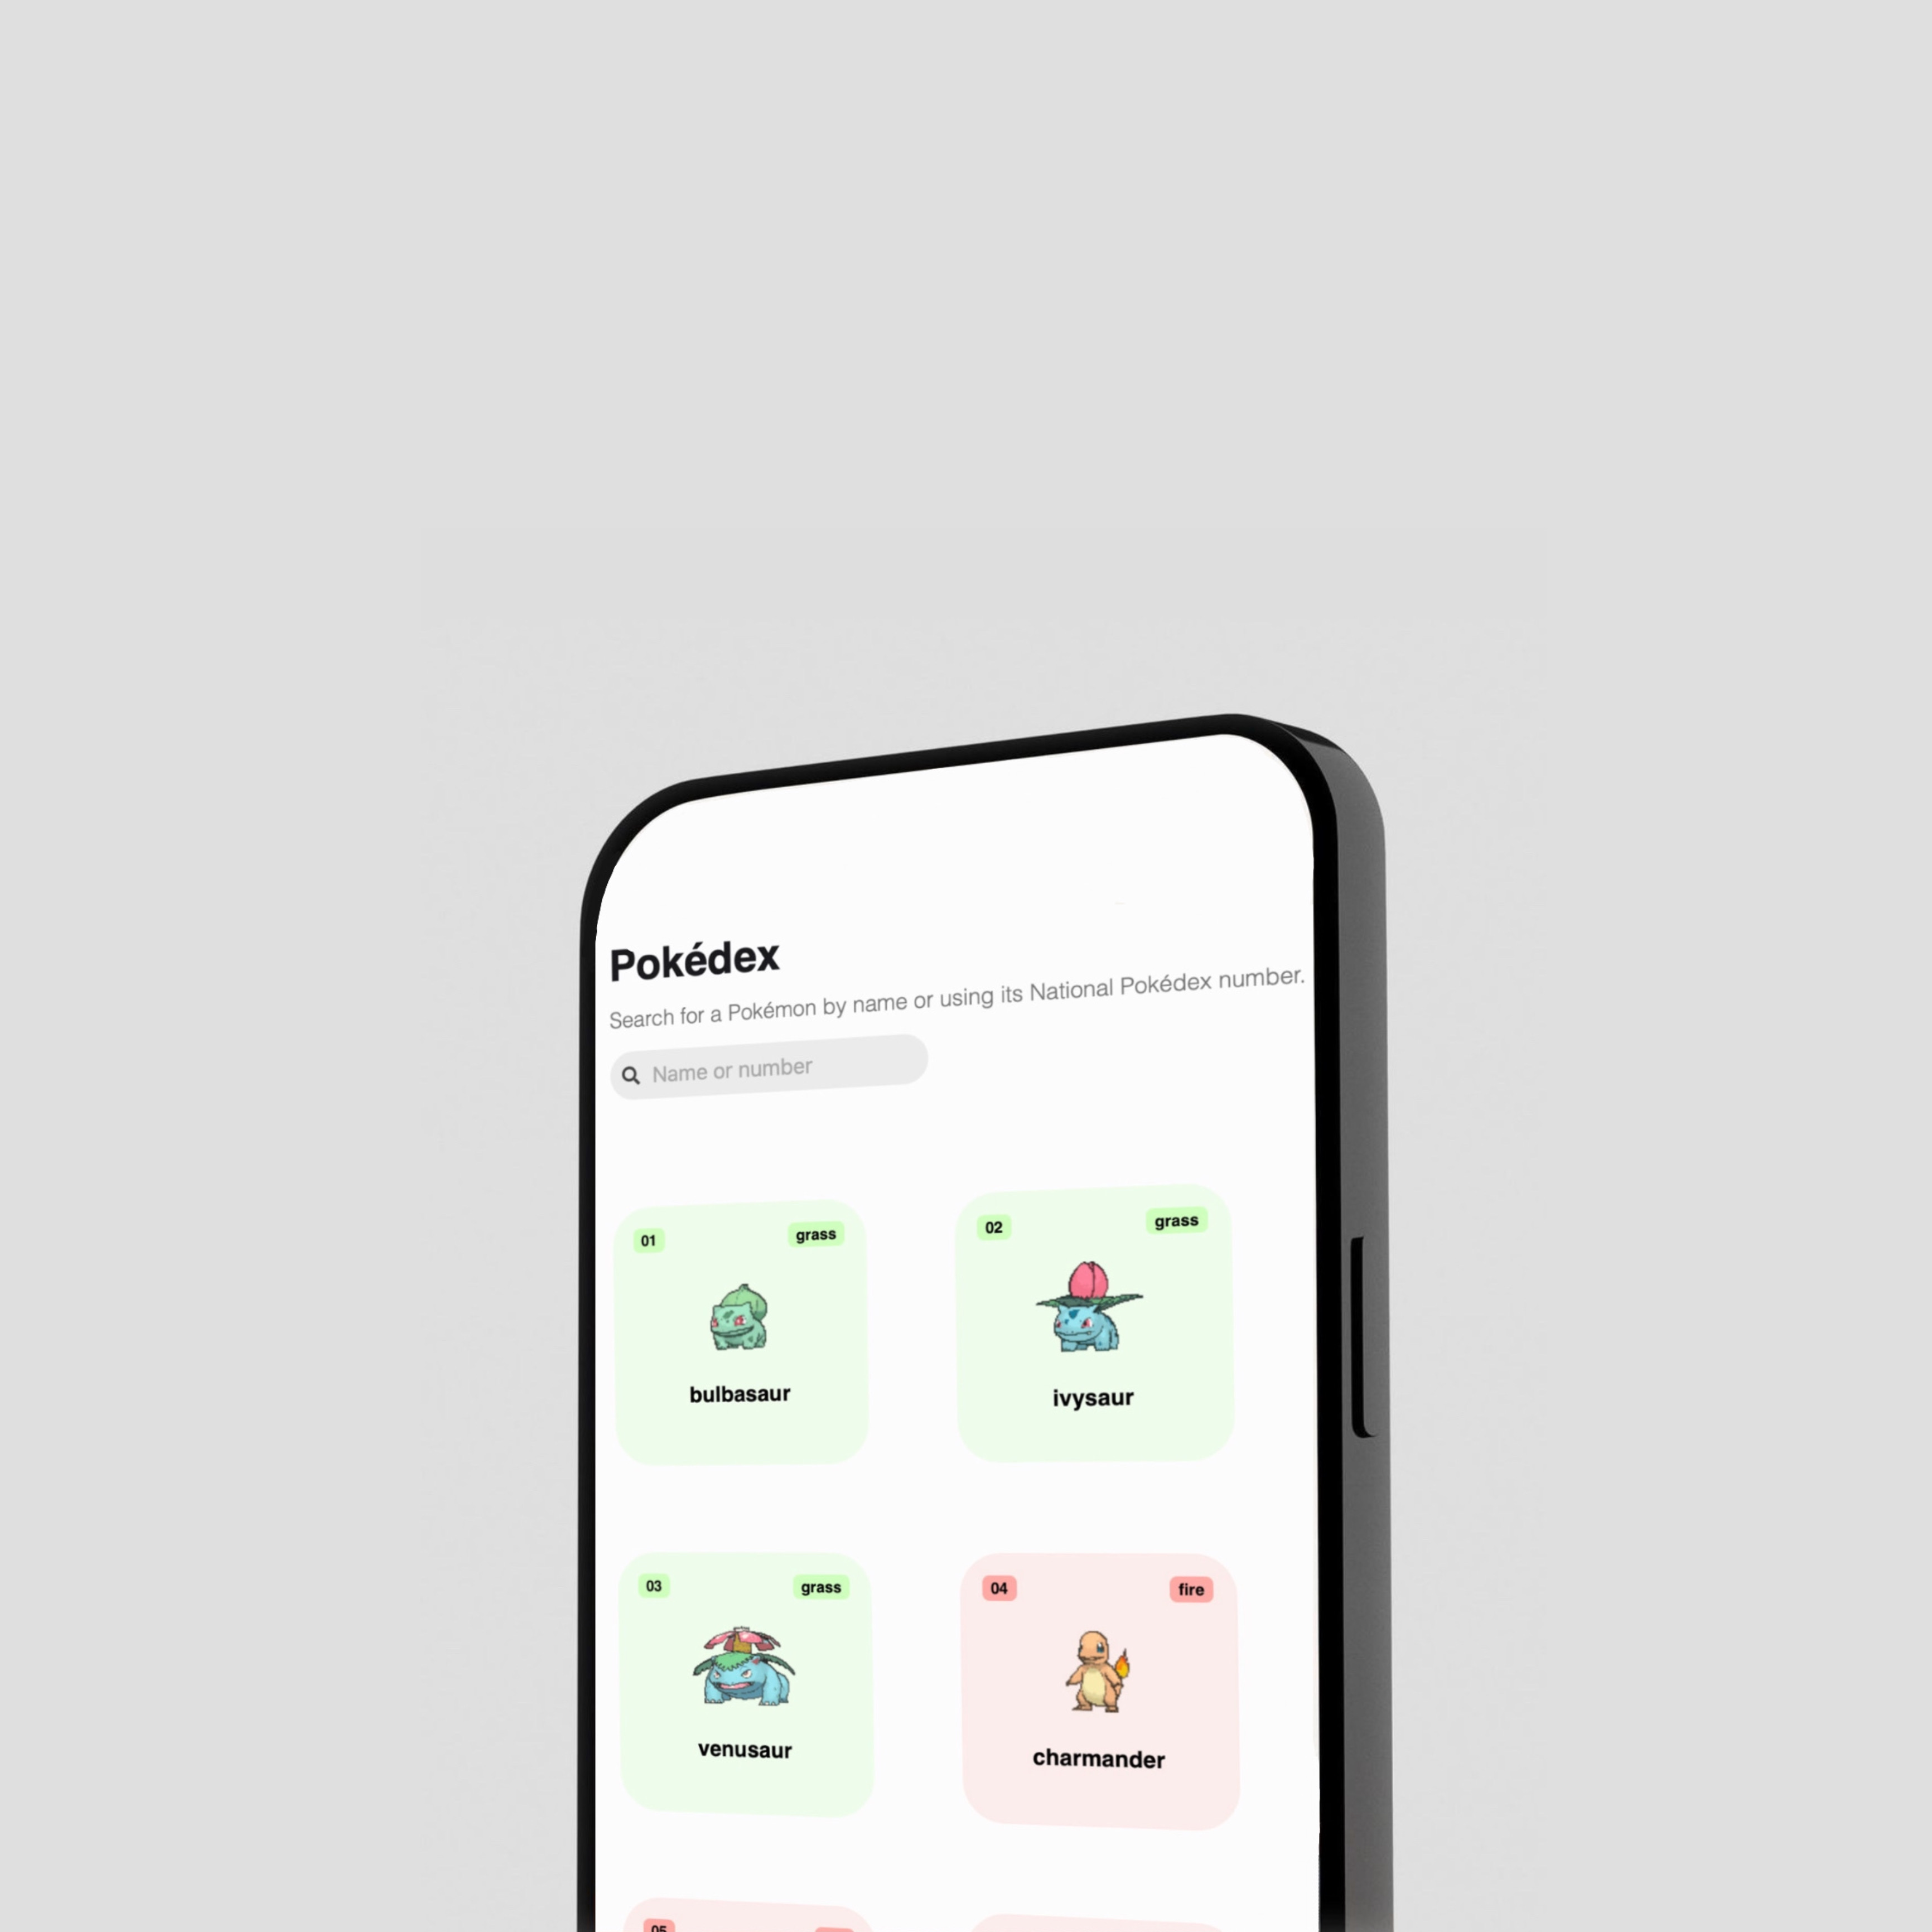 Pokédex
Search for a Pokémon by name or using its National Pokédex number.
Name or number
01 grass
02 grass
bulbasaur
ivysaur
03 grass
04 fire
venusaur
charmander
05